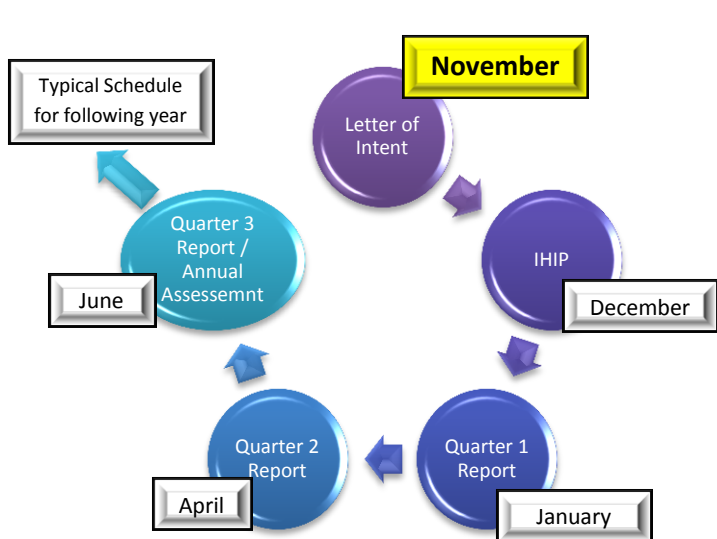 November
Letter of
Intent
IHIP
December
Quarter 1
Report
January
Quarter 2
Report
April
Quarter 3
Report /
Annual
Assessemnt
June
Typical Schedule
for following year